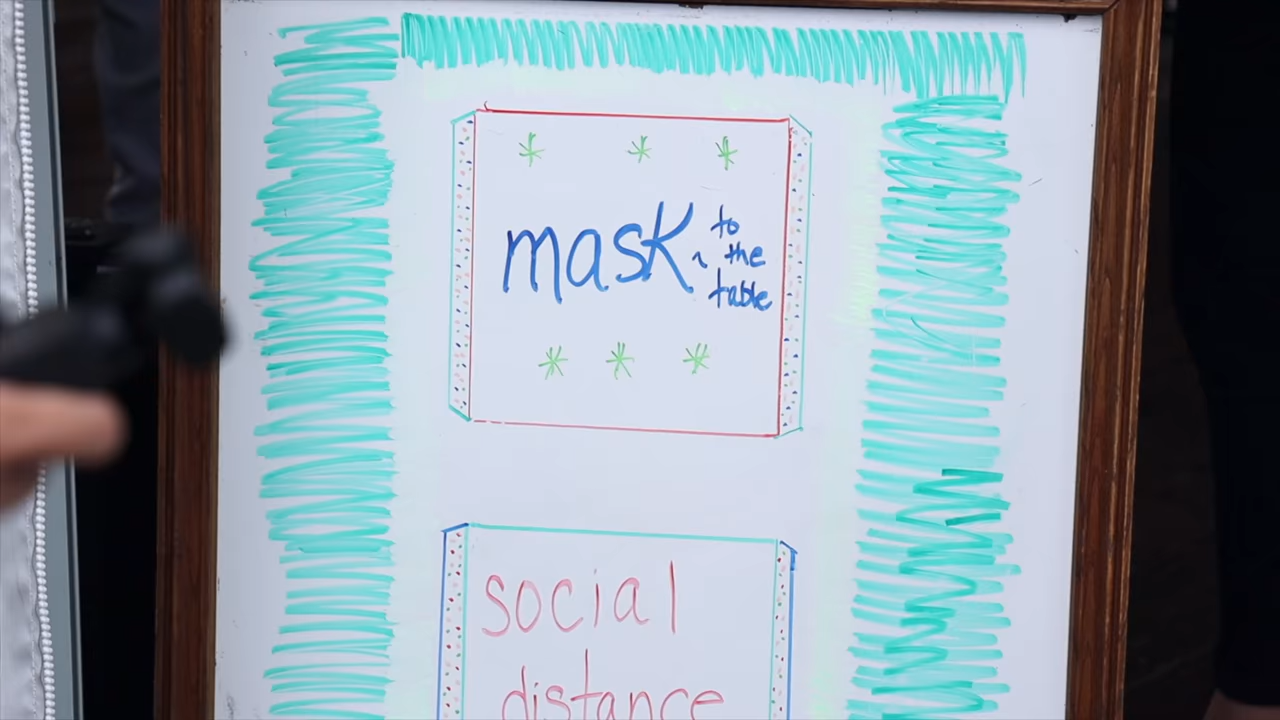 mask ~ to
the
table
social
distance